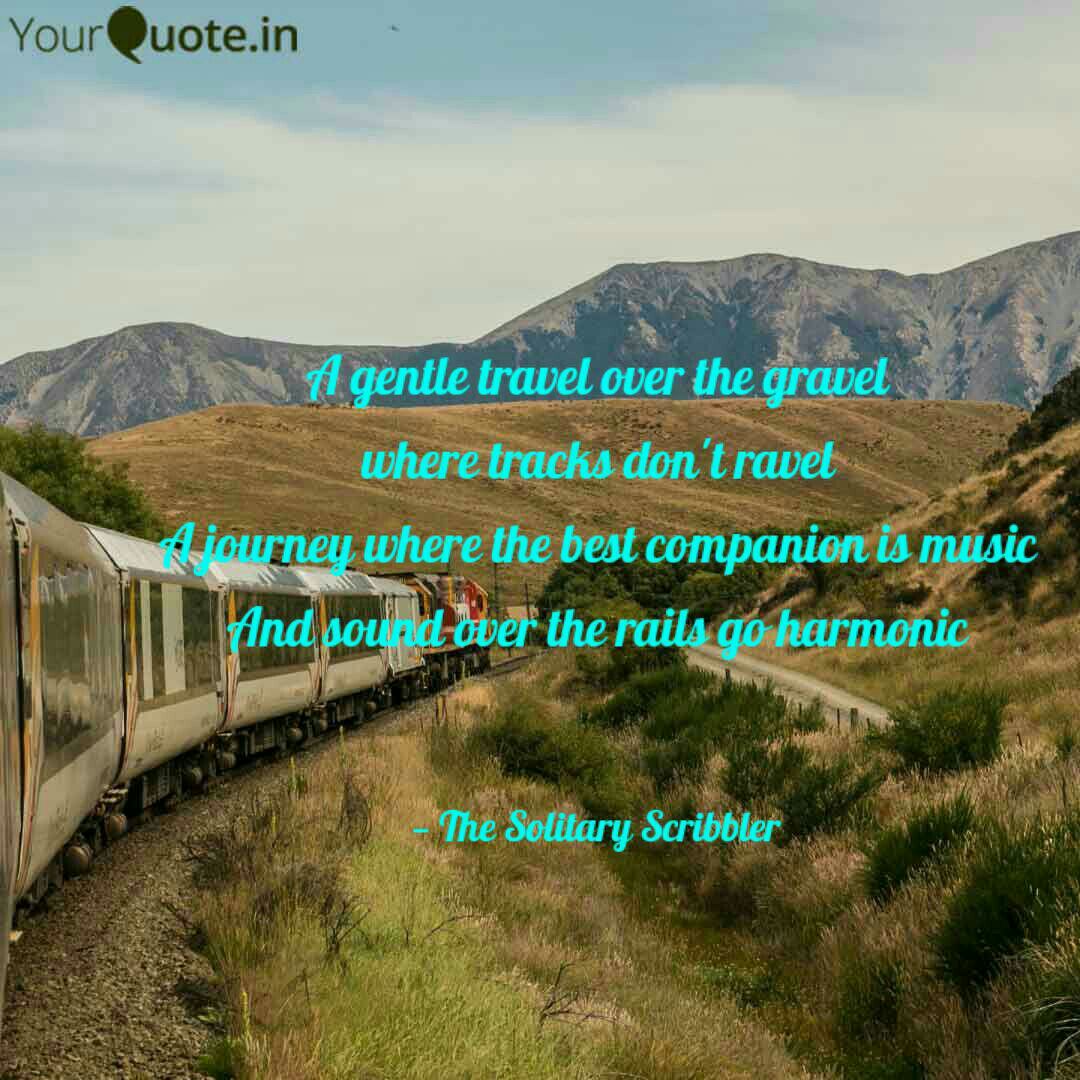 YourQuote.in
A gentle travel over the gravel
where tracks don't ravel
A journey where the best companion is music
And sound over the rails go harmonic
– The Solitary Scribbler